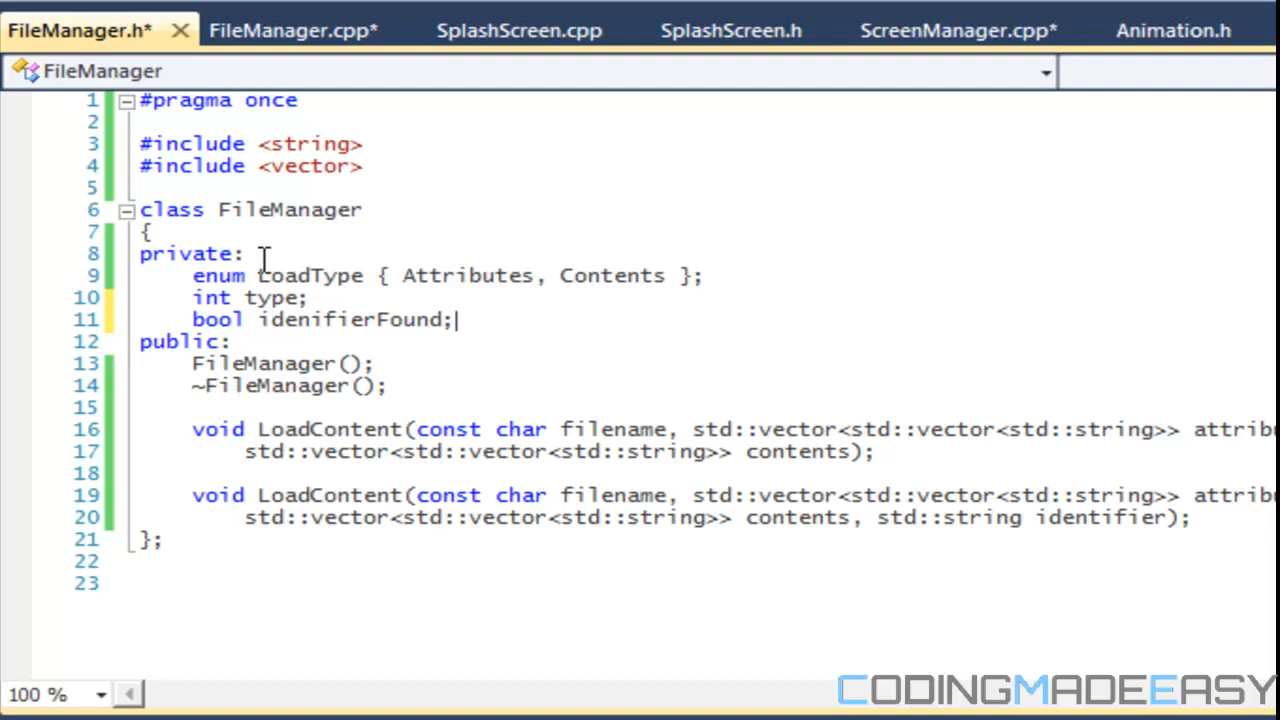 FileManager.h* FileManager.cpp* SplashScreen.cpp SplashScreen.h ScreenManager.cpp* Animation.h
FileManager
1 #pragma once
2
3 #include <string>
4 #include <vector>
5
6 class FileManager
7 {
8 private:
9 enum LoadType { Attributes, Contents };
10 int type;
11 bool idenifierFound;
12 public:
13 FileManager();
14 ~FileManager();
15
16 void LoadContent(const char filename, std::vector<std::vector<std::string>> attribu
17 std::vector<std::vector<std::string>> contents);
18
19 void LoadContent(const char filename, std::vector<std::vector<std::string>> attribu
20 std::vector<std::vector<std::string>> contents, std::string identifier);
21 };
22
23
100 %
CODINGMADEEASY